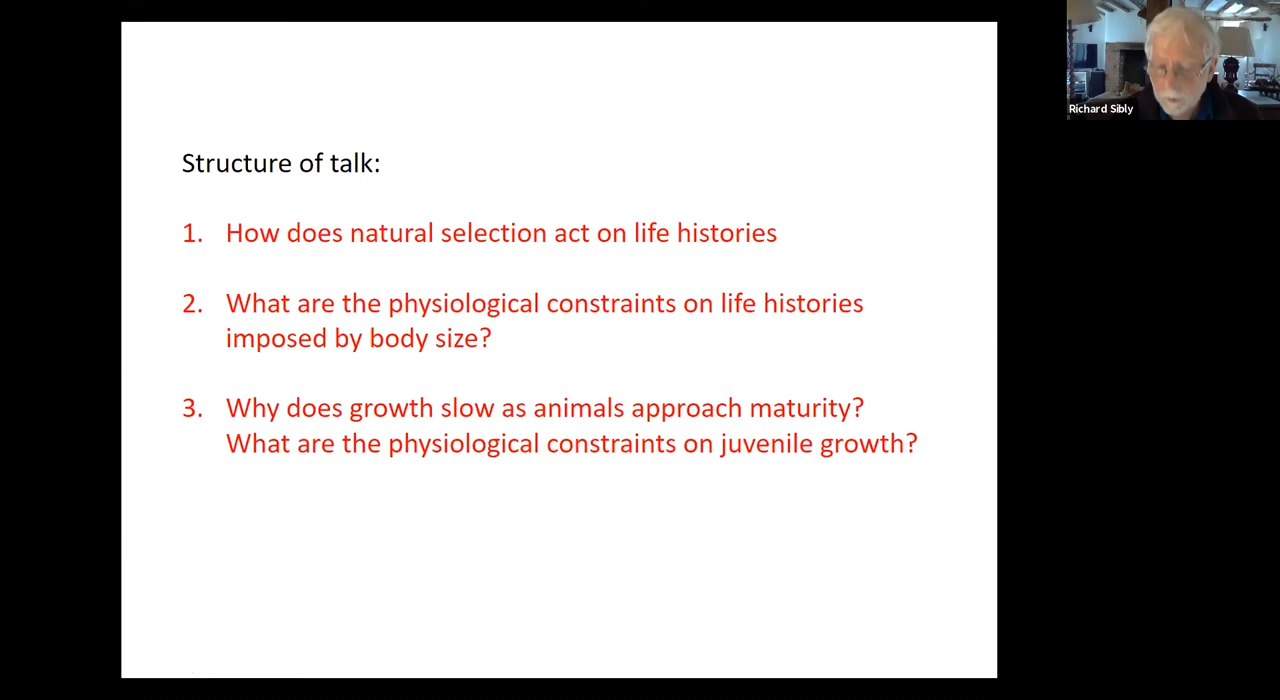 Structure of talk:
1. How does natural selection act on life histories
2. What are the physiological constraints on life histories
imposed by body size?
3. Why does growth slow as animals approach maturity?
What are the physiological constraints on juvenile growth?
Richard Sibly